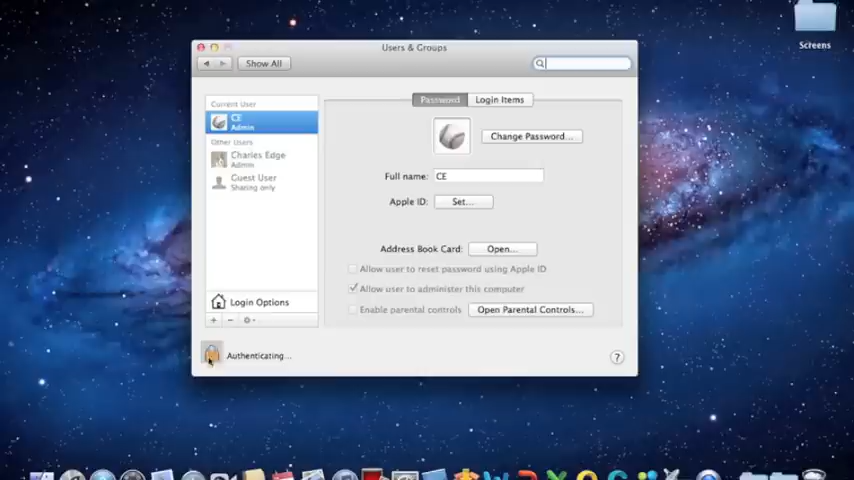 Users & Groups
Screens
Show All
Password
Login Items
Current User
CE
Admin
Other Users
Charles Edge
Admin
Guest User
Sharing only
Change Password...
Full name: CE
Apple ID: Set...
Address Book Card: Open...
Allow user to reset password using Apple ID
Allow user to administer this computer
Enable parental controls Open Parental Controls...
Login Options
Authenticating...
?